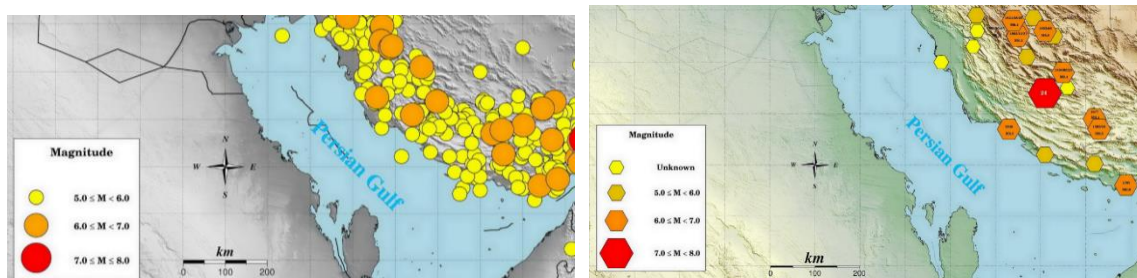 N
W E
S
Persian Gulf
Magnitude
5.0 ≤ M < 6.0
6.0 ≤ M < 7.0
7.0 ≤ M ≤ 8.0
km
0 100 200
N
W E
S
Persian Gulf
Magnitude
Unknown
5.0 ≤ M < 6.0
6.0 ≤ M < 7.0
7.0 ≤ M < 8.0
km
0 100 200